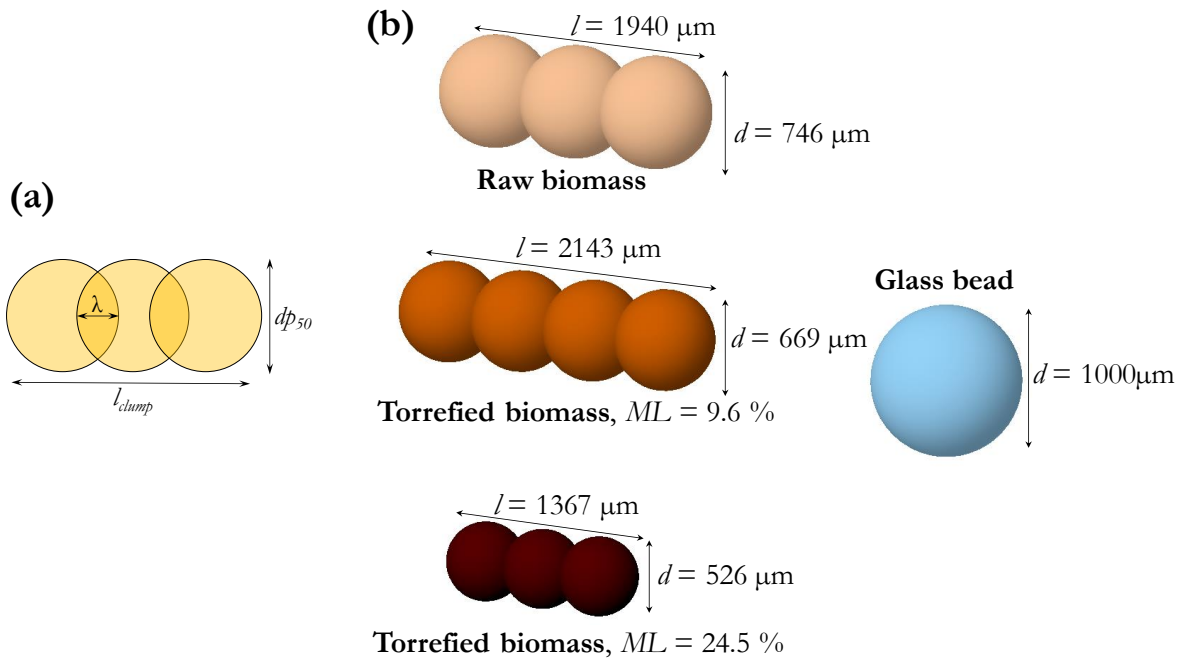 (b)
l = 1940 μm
d = 746 μm
Raw biomass
(a)
λ
dp50
lclump
l = 2143 μm
d = 669 μm
Torrefied biomass, ML = 9.6 %
Glass bead
d = 1000μm
l = 1367 μm
d = 526 μm
Torrefied biomass, ML = 24.5 %